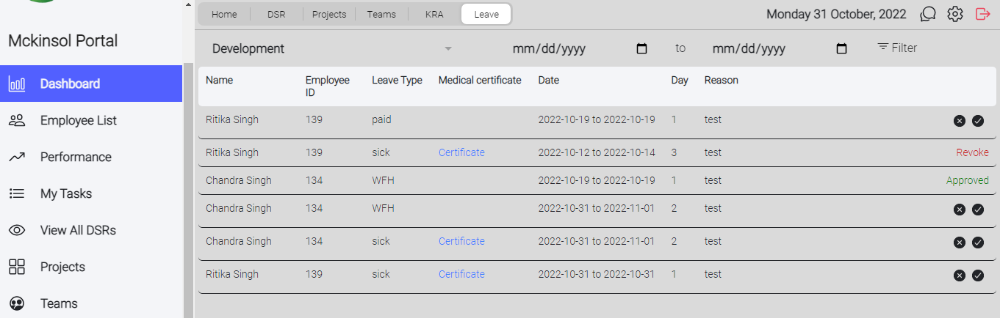 Home DSR Projects Teams KRA Leave Monday 31 October, 2022
Mckinsol Portal
Development mm/dd/yyyy to mm/dd/yyyy Filter
Dashboard
Employee List
Performance
My Tasks
View All DSRs
Projects
Teams
Name Employee ID Leave Type Medical certificate Date Day Reason
Ritika Singh 139 paid 2022-10-19 to 2022-10-19 1 test
Ritika Singh 139 sick Certificate 2022-10-12 to 2022-10-14 3 test Revoke
Chandra Singh 134 WFH 2022-10-19 to 2022-10-19 1 test Approved
Chandra Singh 134 WFH 2022-10-31 to 2022-11-01 2 test
Chandra Singh 134 sick Certificate 2022-10-31 to 2022-11-01 2 test
Ritika Singh 139 sick Certificate 2022-10-31 to 2022-10-31 1 test